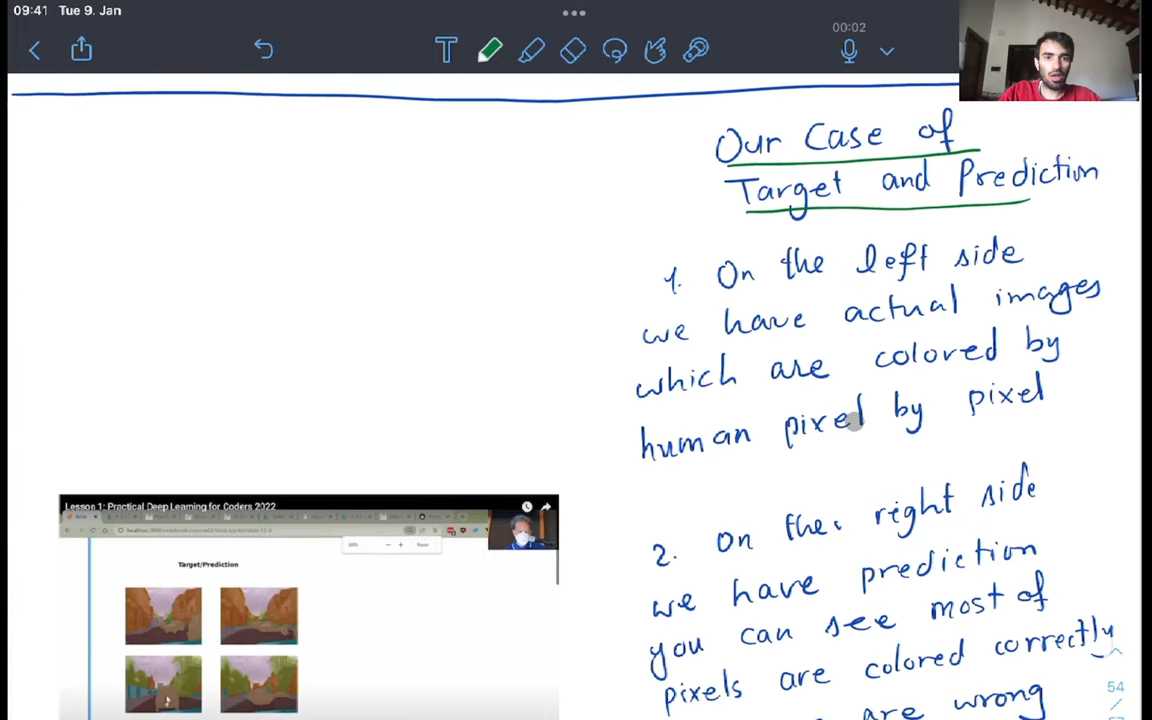 09:41 Tue 9. Jan
00:02
Our Case of
Target and Prediction
1. On the left side
we have actual images
which are colored by
human pixel by pixel
2. On the right side
we have prediction
you can see most of
pixels are colored correctly
are wrong
Lesson 1: Practical Deep Learning for Coders 2022
Target/Prediction
54